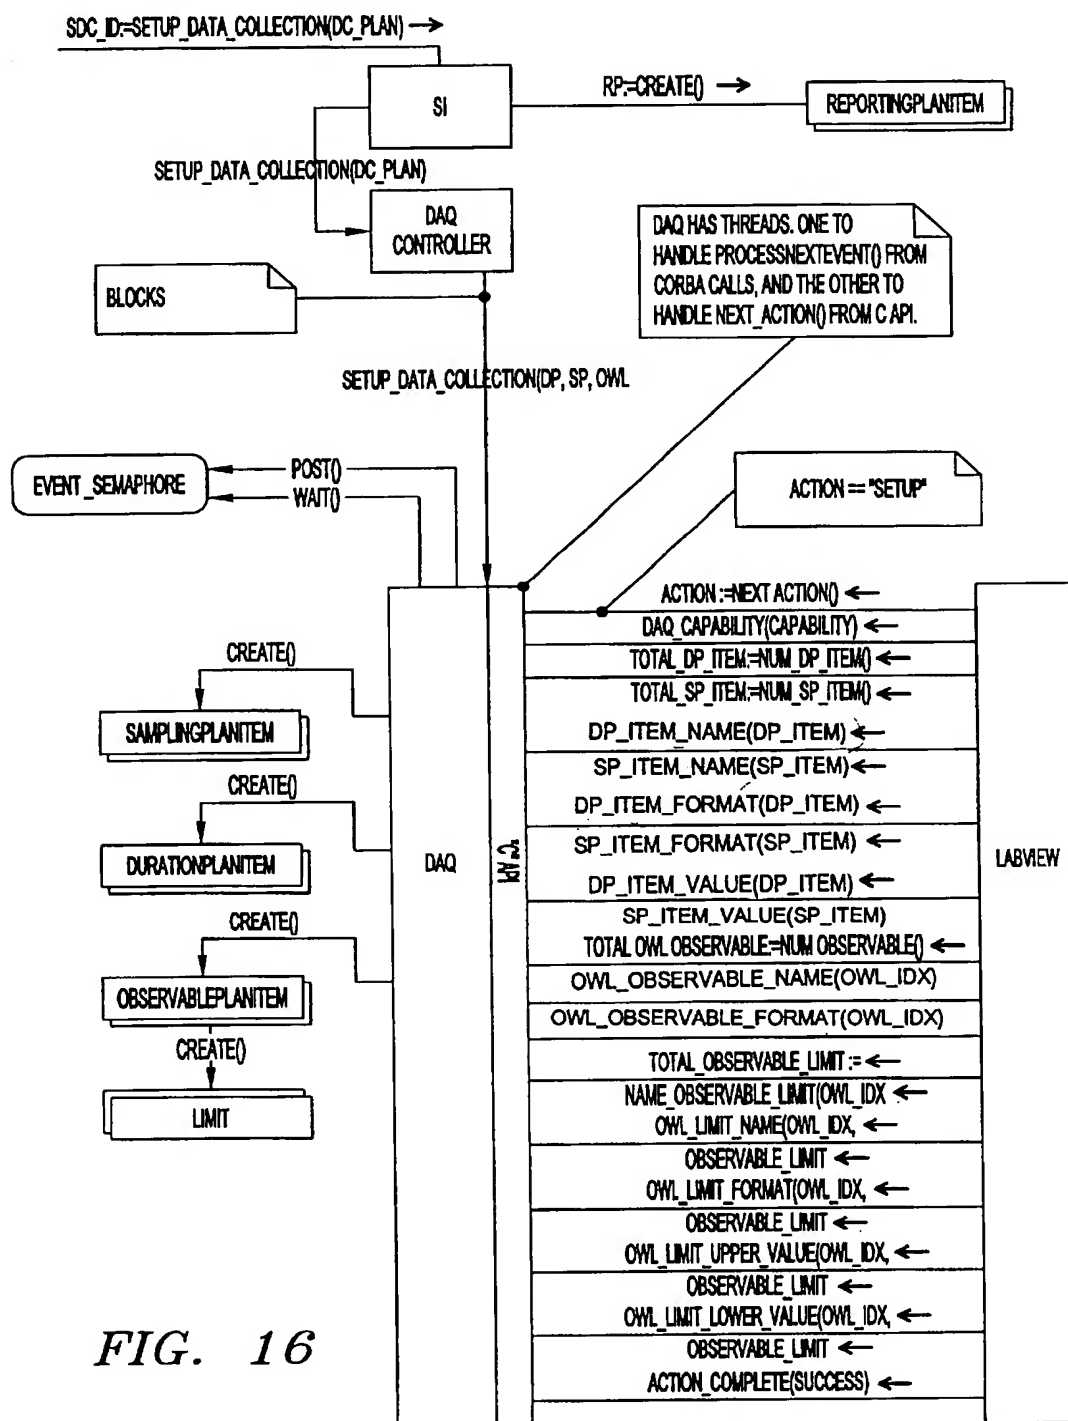 SDC_ID:=SETUP_DATA_COLLECTION(DC_PLAN) →
SI
RP:=CREATE() →
REPORTINGPLANITEM
SETUP_DATA_COLLECTION(DC_PLAN)
DAQ
CONTROLLER
BLOCKS
DAQ HAS THREADS. ONE TO
HANDLE PROCESSNEXTEVENT() FROM
CORBA CALLS, AND THE OTHER TO
HANDLE NEXT_ACTION() FROM C API.
SETUP_DATA_COLLECTION(DP, SP, OWL
EVENT_SEMAPHORE
POST()
WAIT()
ACTION == "SETUP"
ACTION :=NEXT ACTION() ←
DAQ_CAPABILITY(CAPABILITY) ←
TOTAL_DP_ITEM:=NUM_DP_ITEM() ←
TOTAL_SP_ITEM:=NUM_SP_ITEM() ←
DP_ITEM_NAME(DP_ITEM) ←
SP_ITEM_NAME(SP_ITEM) ←
DP_ITEM_FORMAT(DP_ITEM) ←
SP_ITEM_FORMAT(SP_ITEM) ←
DP_ITEM_VALUE(DP_ITEM) ←
SP_ITEM_VALUE(SP_ITEM)
TOTAL OWL OBSERVABLE:=NUM OBSERVABLE() ←
OWL_OBSERVABLE_NAME(OWL_IDX)
OWL_OBSERVABLE_FORMAT(OWL_IDX)
TOTAL_OBSERVABLE_LIMIT := ←
NAME_OBSERVABLE_LIMIT(OWL_IDX
OWL_LIMIT_NAME(OWL_IDX, ←
OBSERVABLE_LIMIT ←
OWL_LIMIT_FORMAT(OWL_IDX, ←
OBSERVABLE_LIMIT ←
OWL_LIMIT_UPPER_VALUE(OWL_IDX, ←
OBSERVABLE_LIMIT ←
OWL_LIMIT_LOWER_VALUE(OWL_IDX, ←
OBSERVABLE_LIMIT ←
ACTION_COMPLETE(SUCCESS) ←
CREATE()
SAMPLINGPLANITEM
CREATE()
DURATIONPLANITEM
CREATE()
OBSERVABLEPLANITEM
CREATE()
LIMIT
DAQ
"C" API
LABVIEW
FIG. 16